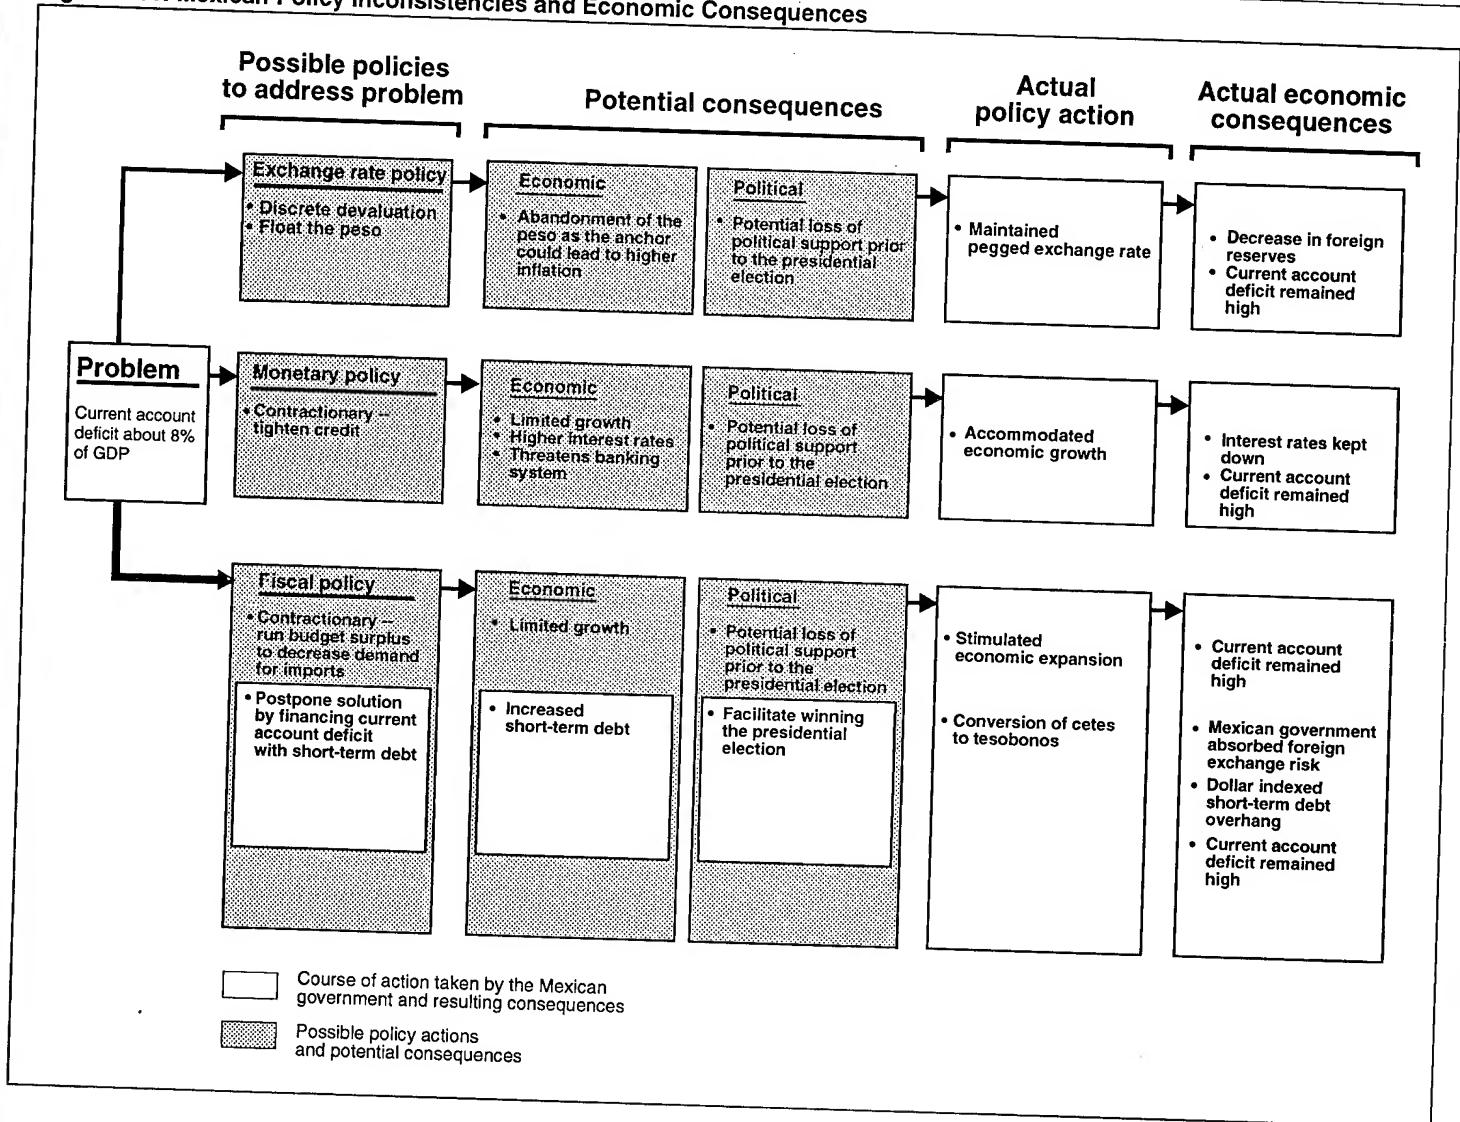 Mexican Policy Inconsistencies and Economic Consequences
Possible policies
to address problem
Potential consequences
Actual
policy action
Actual economic
consequences
Exchange rate policy
• Discrete devaluation
• Float the peso
Economic
• Abandonment of the
peso as the anchor
could lead to higher
inflation
Political
• Potential loss of
political support prior
to the presidential
election
• Maintained
pegged exchange rate
• Decrease in foreign
reserves
• Current account
deficit remained
high
Problem
Current account
deficit about 8%
of GDP
Monetary policy
• Contractionary –
tighten credit
Economic
• Limited growth
• Higher interest rates
• Threatens banking
system
Political
• Potential loss of
political support
prior to the
presidential election
• Accommodated
economic growth
• Interest rates kept
down
• Current account
deficit remained
high
Fiscal policy
• Contractionary –
run budget surplus
to decrease demand
for imports
• Postpone solution
by financing current
account deficit
with short-term debt
Economic
• Limited growth
• Increased
short-term debt
Political
• Potential loss of
political support
prior to the
presidential election
• Facilitate winning
the presidential
election
• Stimulated
economic expansion
• Conversion of cetes
to tesobonos
• Current account
deficit remained
high
• Mexican government
absorbed foreign
exchange risk
• Dollar indexed
short-term debt
overhang
• Current account
deficit remained
high
Course of action taken by the Mexican
government and resulting consequences
Possible policy actions
and potential consequences